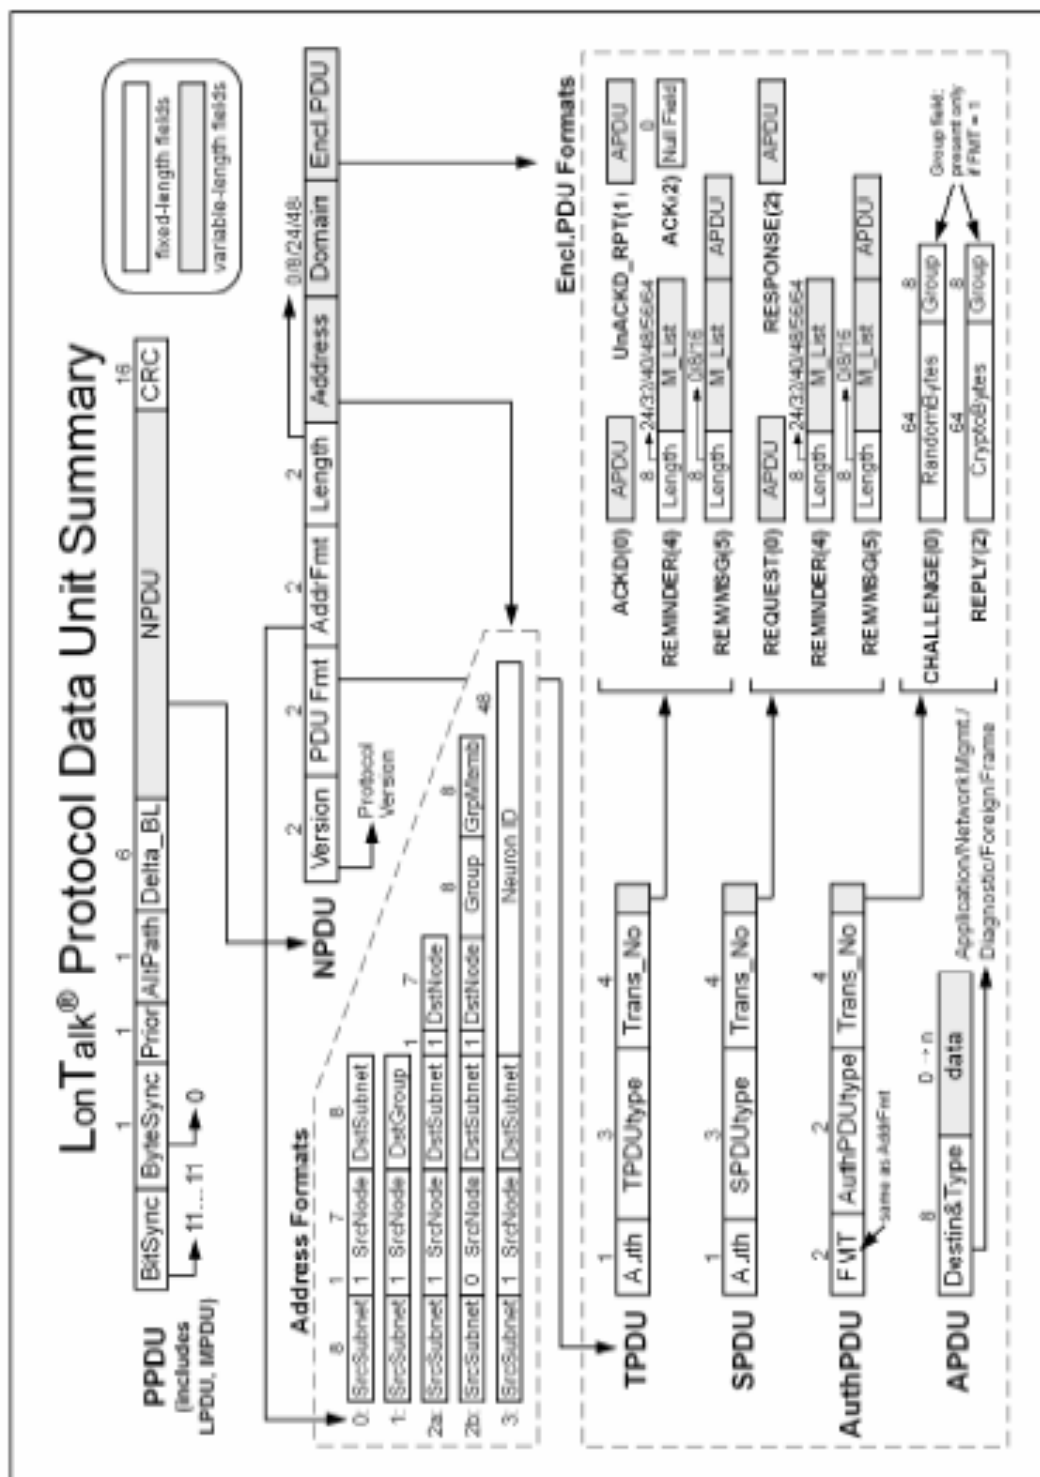 LonTalk® Protocol Data Unit Summary
fixed-length fields
variable-length fields
1 1 1 6 16
PPDU BitSync ByteSync Prior AltPath Delta_BL NPDU CRC
(includes
LPDU, MPDU)
11...11 0
2 2 2 2 0/8/24/48
NPDU Version PDU Fmt AddrFmt Length Address Domain Encl.PDU
Protocol
Version
Address Formats
8 1 7 8
0: SrcSubnet 1 SrcNode DstSubnet
1: SrcSubnet 1 SrcNode DstGroup
1 7
2a: SrcSubnet 1 SrcNode DstSubnet 1 DstNode
8 8
2b: SrcSubnet 0 SrcNode DstSubnet 1 DstNode Group GrpMemb
48
3: SrcSubnet 1 SrcNode DstSubnet Neuron ID
Encl.PDU Formats
1 3 4
TPDU Auth TPDUtype Trans_No
ACKD(0) APDU
UnACKD_RPT(1) APDU
8 24/32/40/48/56/64
REMINDER(4) Length M_List
0
ACK(2) Null Field
8 0/8/16
REM/MSG(5) Length M_List APDU
1 3 4
SPDU Auth SPDUtype Trans_No
REQUEST(0) APDU
RESPONSE(2) APDU
8 24/32/40/48/56/64
REMINDER(4) Length M_List
8 0/8/16
REM/MSG(5) Length M_List APDU
2 2 4
AuthPDU FMT AuthPDUtype Trans_No
same as AddrFmt
64 8
CHALLENGE(0) RandomBytes Group
64 8
REPLY(2) CryptoBytes Group
Group field:
present only
if FMT = 1
8 0 → n
APDU Destin&Type data
Application/Network Mgmt./
Diagnostic/Foreign Frame